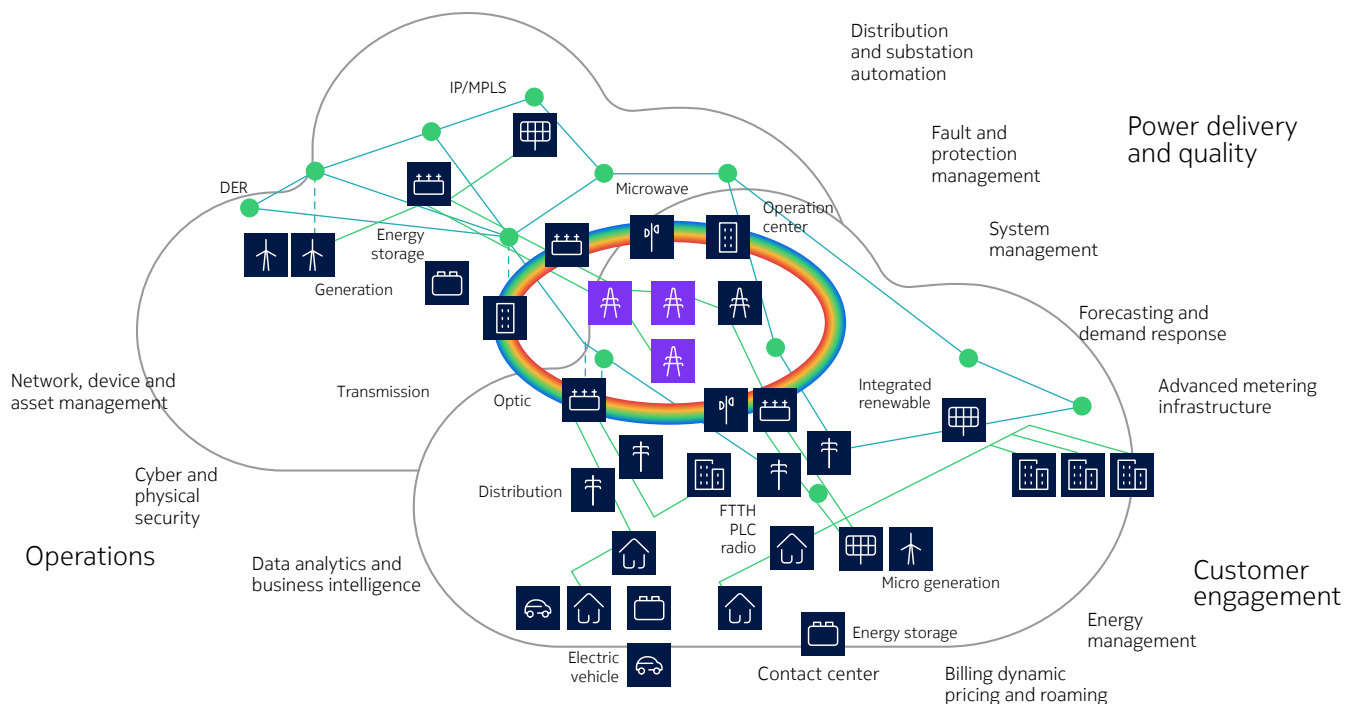 Distribution
and substation
automation
IP/MPLS
Fault and
protection
management
Power delivery
and quality
DER
Microwave
Operation
center
Energy
storage
System
management
Generation
Forecasting and
demand response
Network, device and
asset management
Transmission
Optic
Integrated
renewable
Advanced metering
infrastructure
Cyber and
physical
security
Distribution
FTTH
PLC
radio
Operations
Data analytics and
business intelligence
Micro generation
Customer
engagement
Energy
management
Energy storage
Electric
vehicle
Contact center
Billing dynamic
pricing and roaming